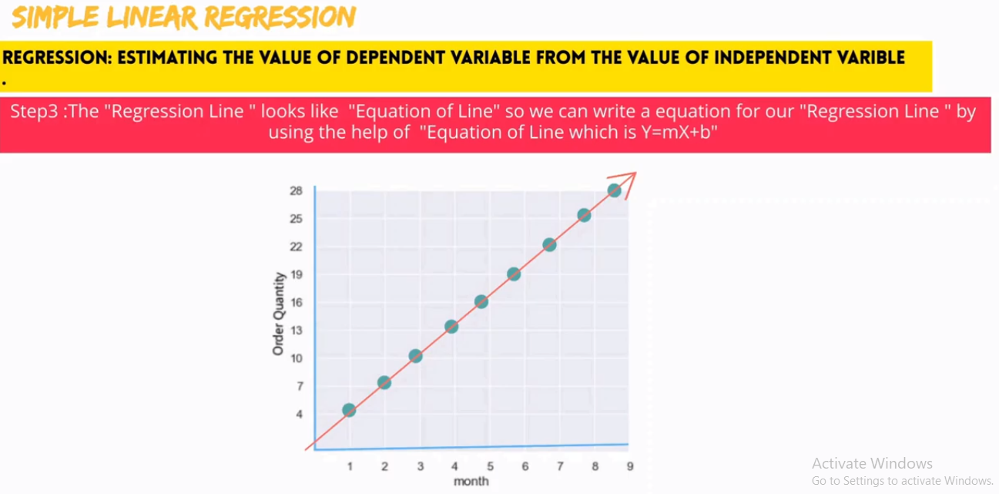 SIMPLE LINEAR REGRESSION
REGRESSION: ESTIMATING THE VALUE OF DEPENDENT VARIABLE FROM THE VALUE OF INDEPENDENT VARIBLE
.
Step3 :The "Regression Line " looks like "Equation of Line" so we can write a equation for our "Regression Line " by
using the help of "Equation of Line which is Y=mX+b"
28
25
22
19
16
13
10
7
4
Order Quantity
1 2 3 4 5 6 7 8 9
month
Activate Windows
Go to Settings to activate Windows.